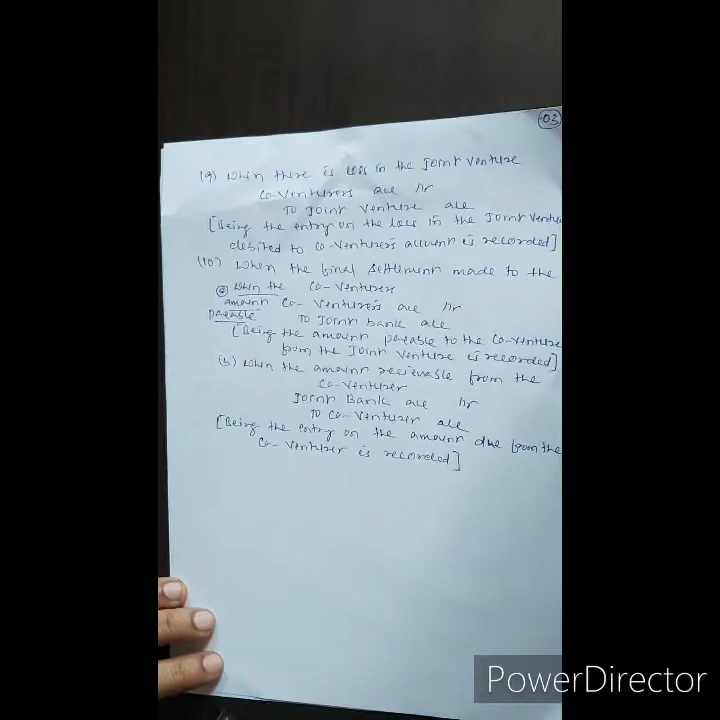 03
(9) When there is loss in the Joint Venture
Co-Venturers a/c Dr
To Joint Venture a/c
[Being the entry on the loss in the Joint Ventu
debited to Co-Venturer's account is recorded]
(10) When the final settlement made to the
(a) When the Co-Venturers
amount Co-Venturer's a/c Dr
payable To Joint bank a/c
[Being the amount payable to the Co-Venture
from the Joint Venture is recorded]
(b) When the amount recievable from the
Co-Venturer
Joint Bank a/c Dr
To Co-Venturer a/c
[Being the entry on the amount due from the
Co-Venturer is recorded]
PowerDirector